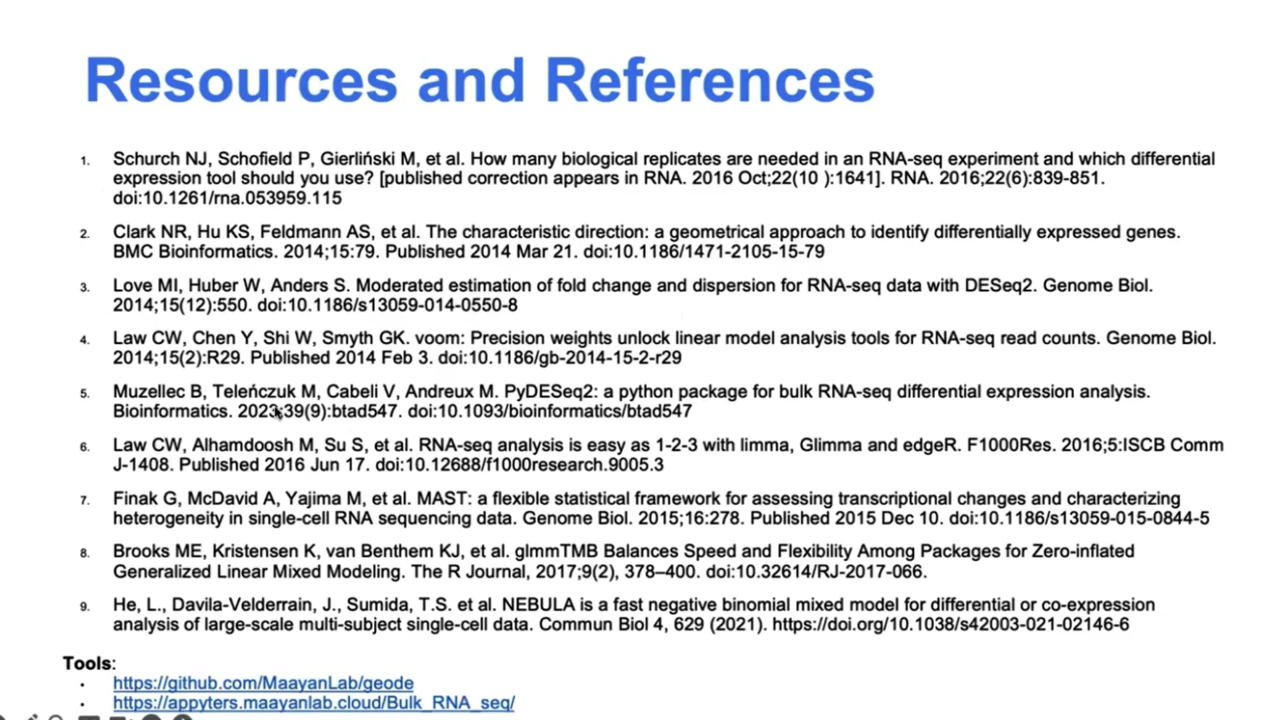 Resources and References
1. Schurch NJ, Schofield P, Gierliński M, et al. How many biological replicates are needed in an RNA-seq experiment and which differential
expression tool should you use? [published correction appears in RNA. 2016 Oct;22(10 ):1641]. RNA. 2016;22(6):839-851.
doi:10.1261/rna.053959.115
2. Clark NR, Hu KS, Feldmann AS, et al. The characteristic direction: a geometrical approach to identify differentially expressed genes.
BMC Bioinformatics. 2014;15:79. Published 2014 Mar 21. doi:10.1186/1471-2105-15-79
3. Love MI, Huber W, Anders S. Moderated estimation of fold change and dispersion for RNA-seq data with DESeq2. Genome Biol.
2014;15(12):550. doi:10.1186/s13059-014-0550-8
4. Law CW, Chen Y, Shi W, Smyth GK. voom: Precision weights unlock linear model analysis tools for RNA-seq read counts. Genome Biol.
2014;15(2):R29. Published 2014 Feb 3. doi:10.1186/gb-2014-15-2-r29
5. Muzellec B, Teleńczuk M, Cabeli V, Andreux M. PyDESeq2: a python package for bulk RNA-seq differential expression analysis.
Bioinformatics. 2023;39(9):btad547. doi:10.1093/bioinformatics/btad547
6. Law CW, Alhamdoosh M, Su S, et al. RNA-seq analysis is easy as 1-2-3 with limma, Glimma and edgeR. F1000Res. 2016;5:ISCB Comm
J-1408. Published 2016 Jun 17. doi:10.12688/f1000research.9005.3
7. Finak G, McDavid A, Yajima M, et al. MAST: a flexible statistical framework for assessing transcriptional changes and characterizing
heterogeneity in single-cell RNA sequencing data. Genome Biol. 2015;16:278. Published 2015 Dec 10. doi:10.1186/s13059-015-0844-5
8. Brooks ME, Kristensen K, van Benthem KJ, et al. glmmTMB Balances Speed and Flexibility Among Packages for Zero-inflated
Generalized Linear Mixed Modeling. The R Journal, 2017;9(2), 378–400. doi:10.32614/RJ-2017-066.
9. He, L., Davila-Velderrain, J., Sumida, T.S. et al. NEBULA is a fast negative binomial mixed model for differential or co-expression
analysis of large-scale multi-subject single-cell data. Commun Biol 4, 629 (2021). https://doi.org/10.1038/s42003-021-02146-6
Tools:
• https://github.com/MaayanLab/geode
• https://appyters.maayanlab.cloud/Bulk_RNA_seq/